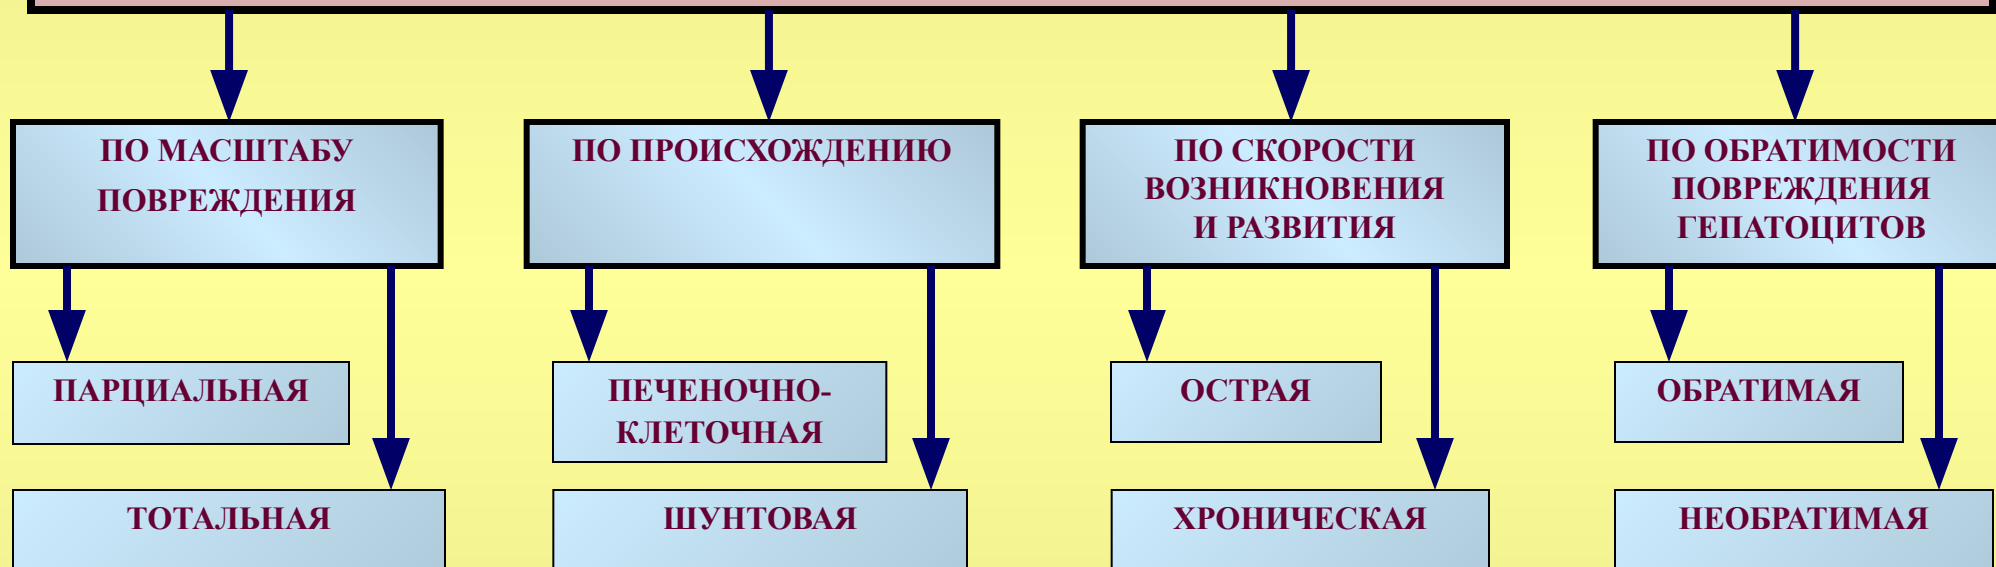 ПО МАСШТАБУ
ПОВРЕЖДЕНИЯ
ПО ПРОИСХОЖДЕНИЮ
ПО СКОРОСТИ
ВОЗНИКНОВЕНИЯ
И РАЗВИТИЯ
ПО ОБРАТИМОСТИ
ПОВРЕЖДЕНИЯ
ГЕПАТОЦИТОВ
ПАРЦИАЛЬНАЯ
ПЕЧЕНОЧНО-
КЛЕТОЧНАЯ
ОСТРАЯ
ОБРАТИМАЯ
ТОТАЛЬНАЯ
ШУНТОВАЯ
ХРОНИЧЕСКАЯ
НЕОБРАТИМАЯ